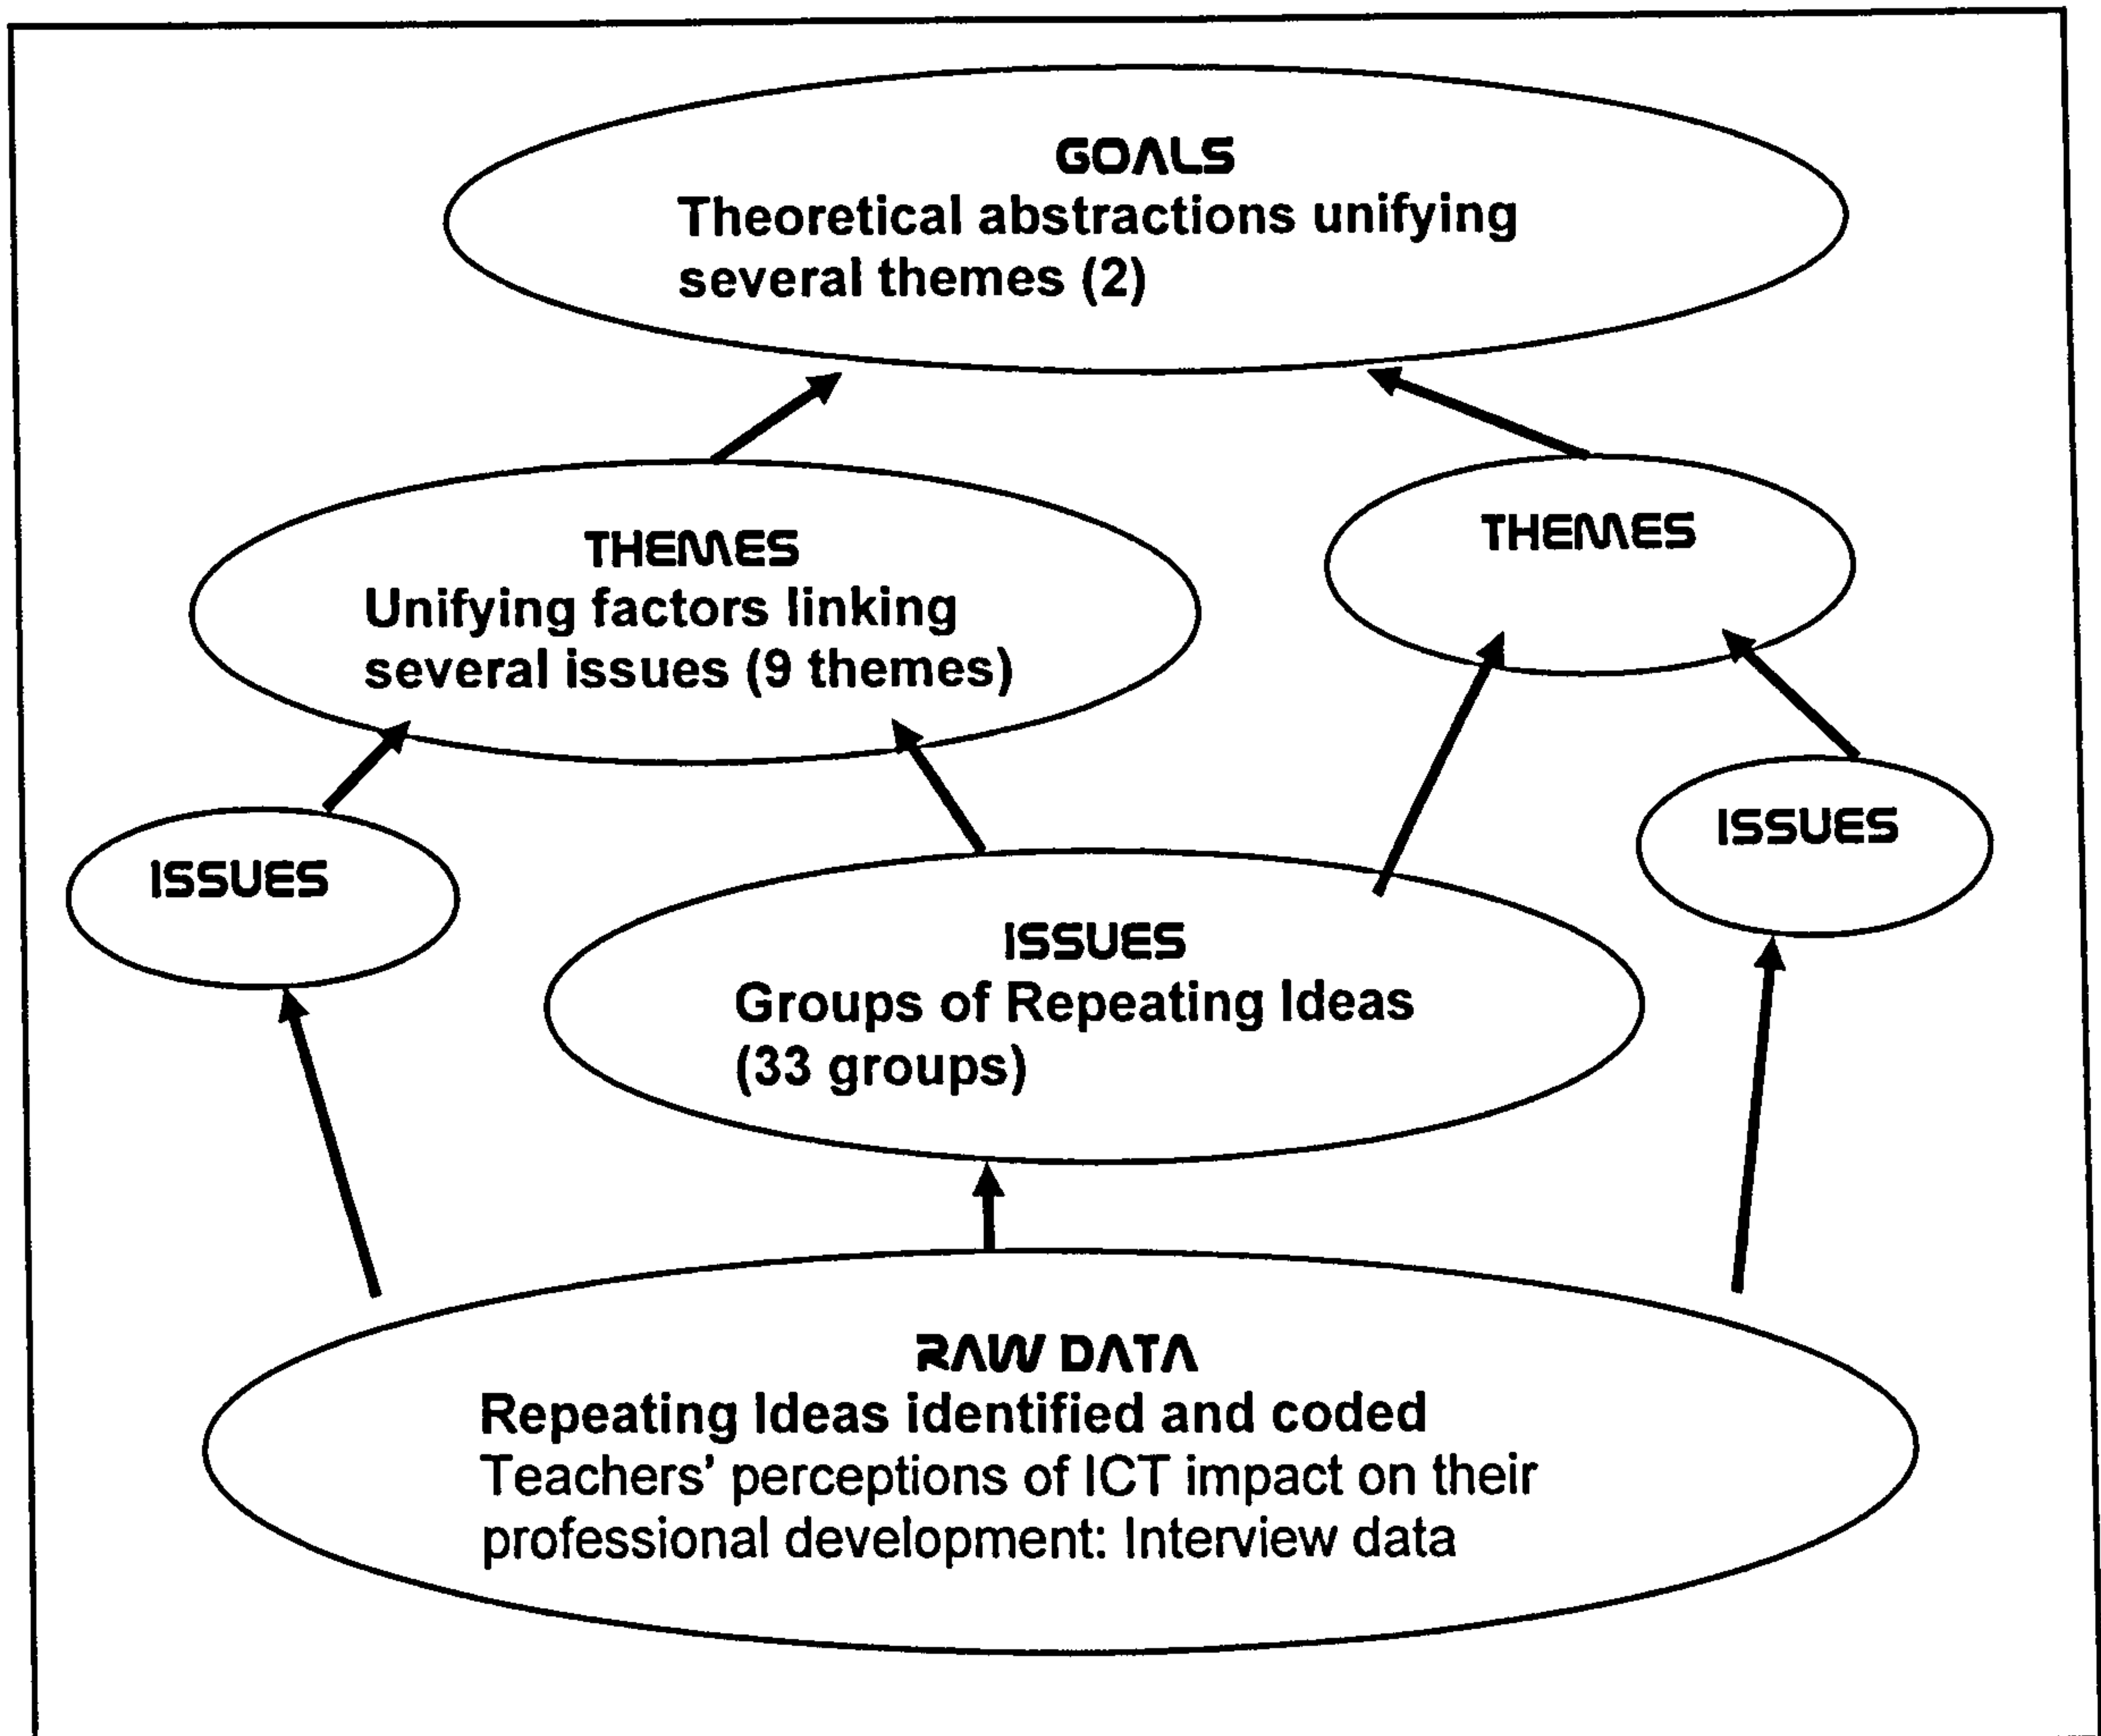 GOALS
Theoretical abstractions unifying
several themes (2)
THEMES
Unifying factors linking
several issues (9 themes)
THEMES
ISSUES
ISSUES
Groups of Repeating Ideas
(33 groups)
ISSUES
RAW DATA
Repeating Ideas identified and coded
Teachers' perceptions of ICT impact on their
professional development: Interview data